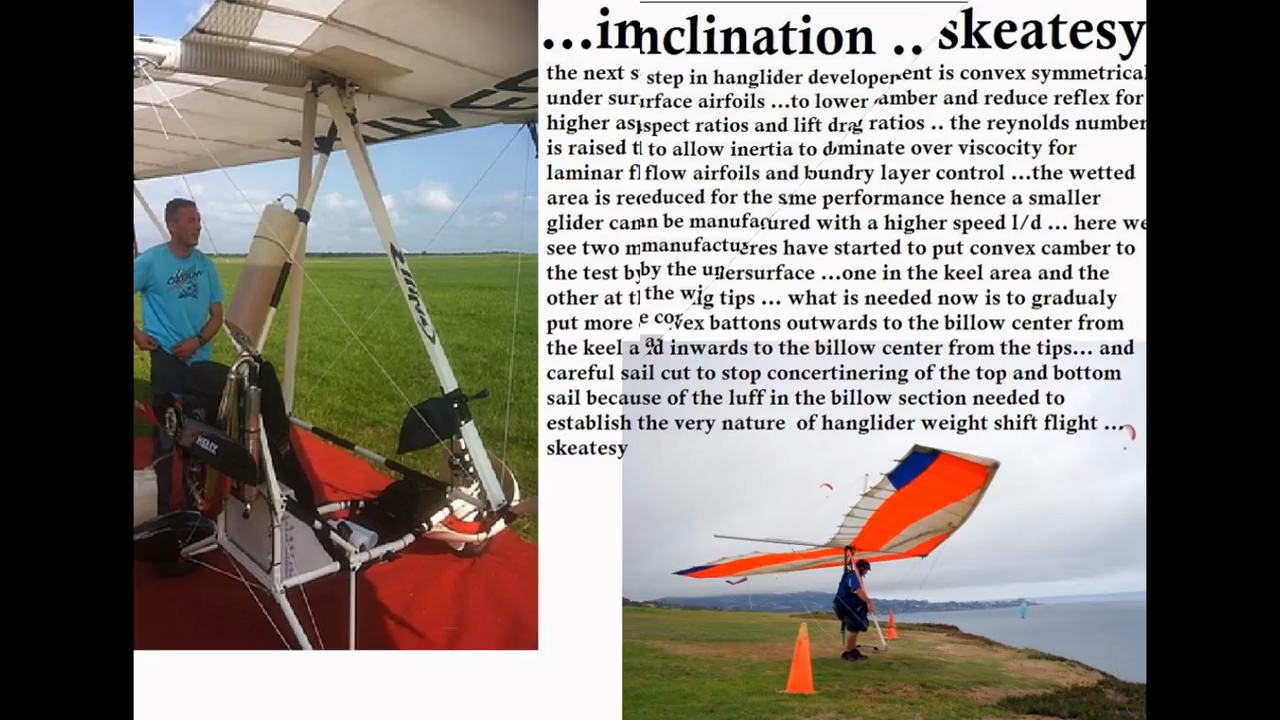 ...inclination .. skeatesy
the next step in hanglider developement is convex symmetrical
under surface airfoils ...to lower camber and reduce reflex for
higher aspect ratios and lift drag ratios .. the reynolds number
is raised to allow inertia to dminate over viscocity for
laminar flow airfoils and bundry layer control ...the wetted
area is reduced for the sme performance hence a smaller
glider can be manufactured with a higher speed l/d ... here we
see two manufactures have started to put convex camber to
the test by the undersurface ...one in the keel area and the
other at the wig tips ... what is needed now is to gradualy
put more convex battons outwards to the billow center from
the keel and inwards to the billow center from the tips... and
careful sail cut to stop concertinering of the top and bottom
sail because of the luff in the billow section needed to
establish the very nature of hanglider weight shift flight ...
skeatesy
HELIX